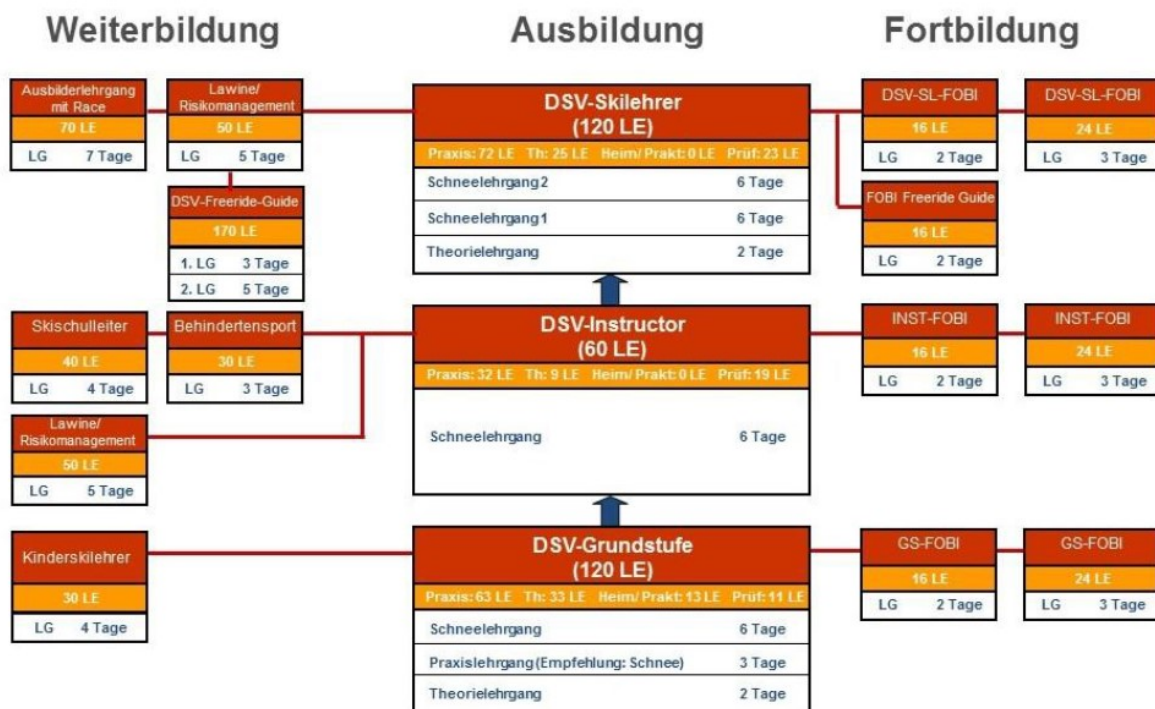 Weiterbildung
Ausbildung
Fortbildung
Ausbilderlehrgang
mit Race
70 LE
LG 7 Tage
Lawine/
Risikomanagement
50 LE
LG 5 Tage
DSV-Freeride-Guide
170 LE
1. LG 3 Tage
2. LG 5 Tage
DSV-Skilehrer
(120 LE)
Praxis: 72 LE Th: 25 LE Heim/ Prakt: 0 LE Prüf: 23 LE
Schneelehrgang 2 6 Tage
Schneelehrgang 1 6 Tage
Theorielehrgang 2 Tage
DSV-SL-FOBI
16 LE
LG 2 Tage
DSV-SL-FOBI
24 LE
LG 3 Tage
FOBI Freeride Guide
16 LE
LG 2 Tage
Skischulleiter
40 LE
LG 4 Tage
Behindertensport
30 LE
LG 3 Tage
Lawine/
Risikomanagement
50 LE
LG 5 Tage
DSV-Instructor
(60 LE)
Praxis: 32 LE Th: 9 LE Heim/ Prakt: 0 LE Prüf: 19 LE
Schneelehrgang 6 Tage
INST-FOBI
16 LE
LG 2 Tage
INST-FOBI
24 LE
LG 3 Tage
Kinderskilehrer
30 LE
LG 4 Tage
DSV-Grundstufe
(120 LE)
Praxis: 63 LE Th: 33 LE Heim/ Prakt: 13 LE Prüf: 11 LE
Schneelehrgang 6 Tage
Praxislehrgang (Empfehlung: Schnee) 3 Tage
Theorielehrgang 2 Tage
GS-FOBI
16 LE
LG 2 Tage
GS-FOBI
24 LE
LG 3 Tage